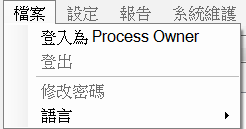 檔案 設定 報告 系統維護
登入為 Process Owner
登出
修改密碼
語言